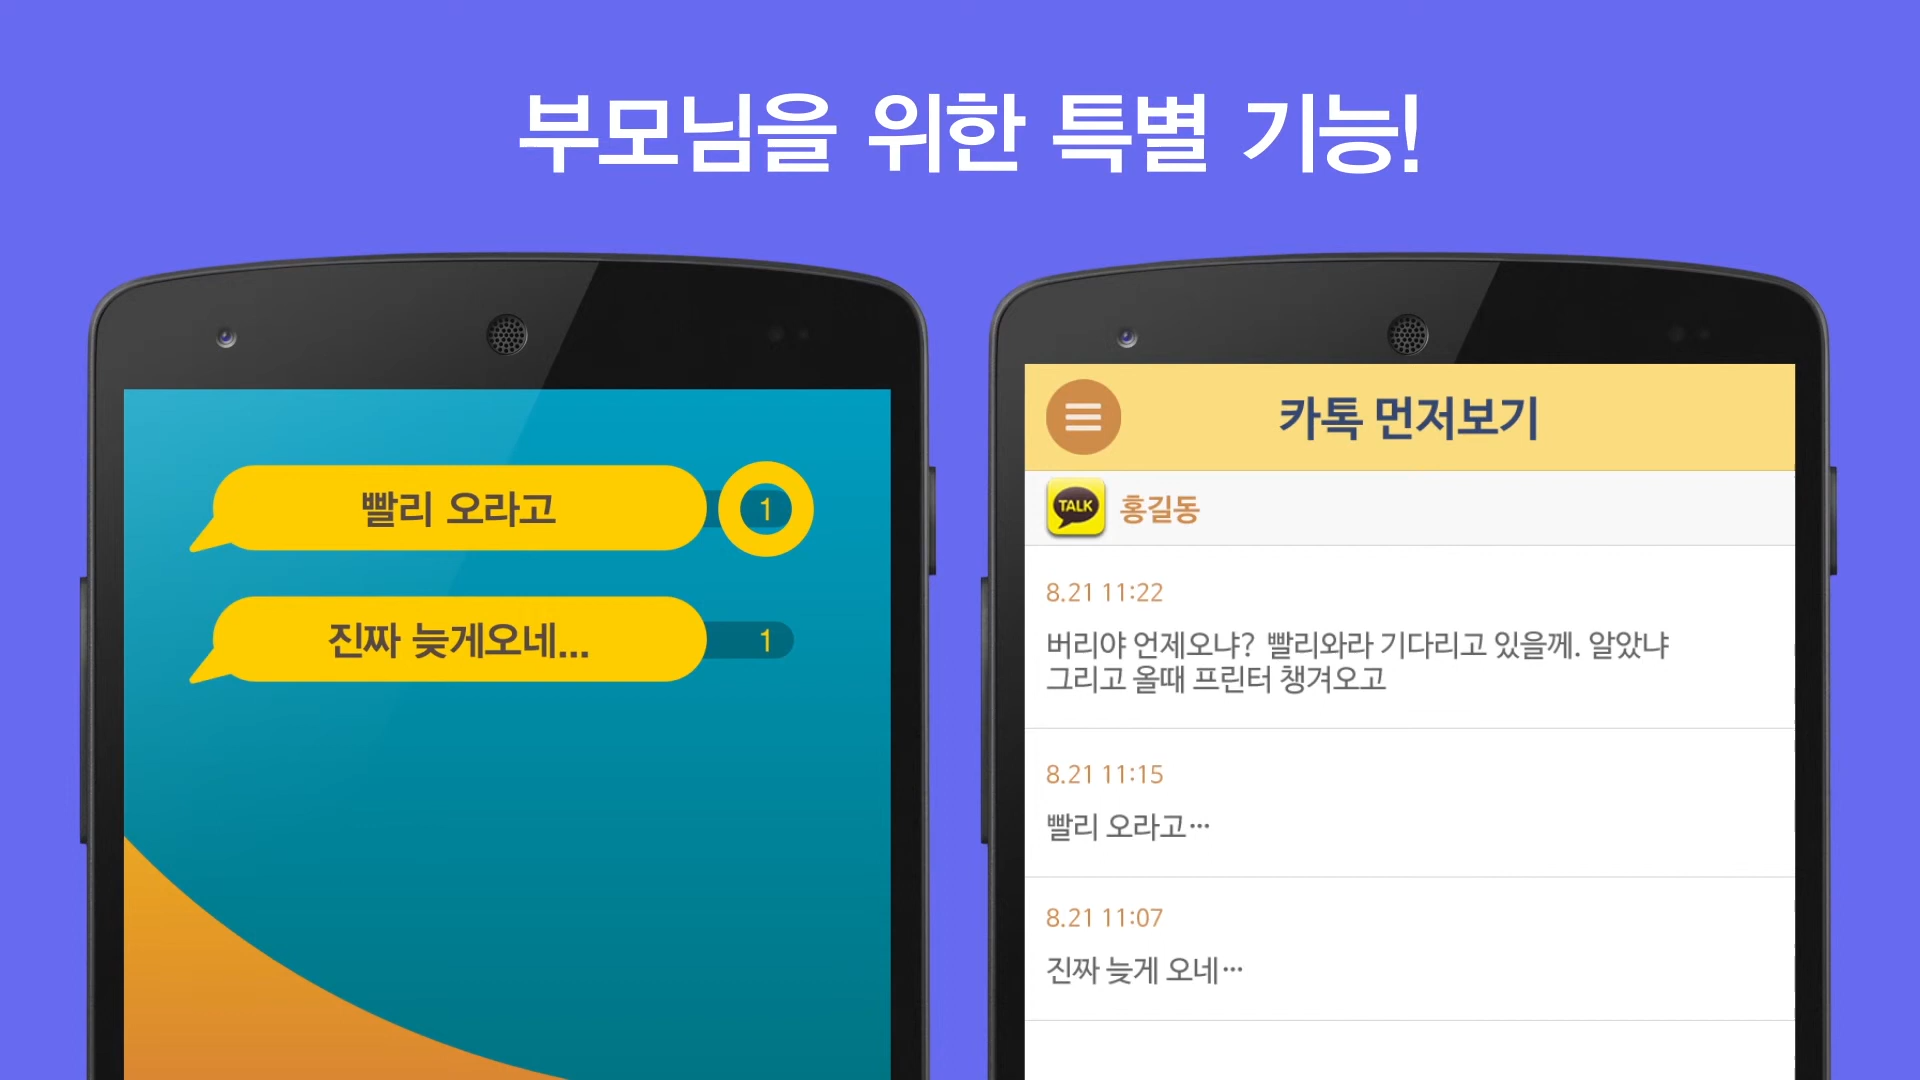 부모님을 위한 특별 기능!
빨리 오라고
1
진짜 늦게오네...
1
카톡 먼저보기
TALK
홍길동
8.21 11:22
버리야 언제오냐? 빨리와라 기다리고 있을께. 알았냐
그리고 올때 프린터 챙겨오고
8.21 11:15
빨리 오라고…
8.21 11:07
진짜 늦게 오네…